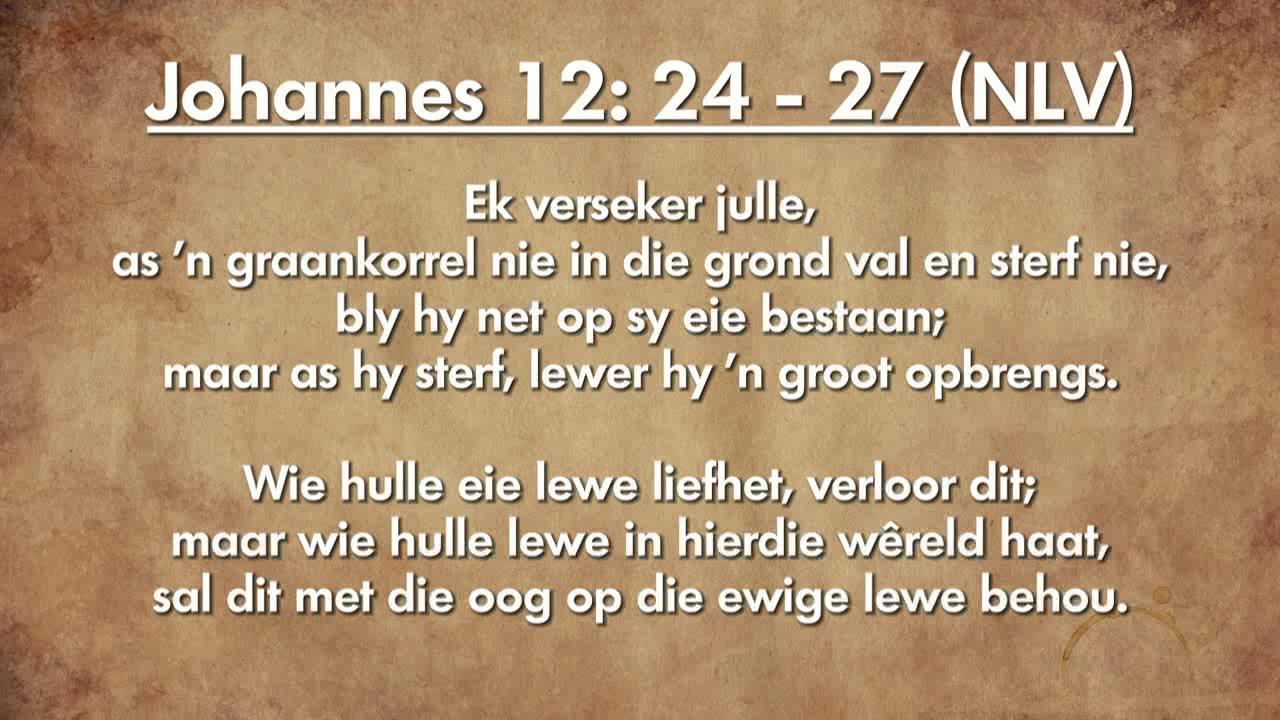 Johannes 12: 24 - 27 (NLV)
Ek verseker julle,
as ’n graankorrel nie in die grond val en sterf nie,
bly hy net op sy eie bestaan;
maar as hy sterf, lewer hy ’n groot opbrengs.
Wie hulle eie lewe liefhet, verloor dit;
maar wie hulle lewe in hierdie wêreld haat,
sal dit met die oog op die ewige lewe behou.